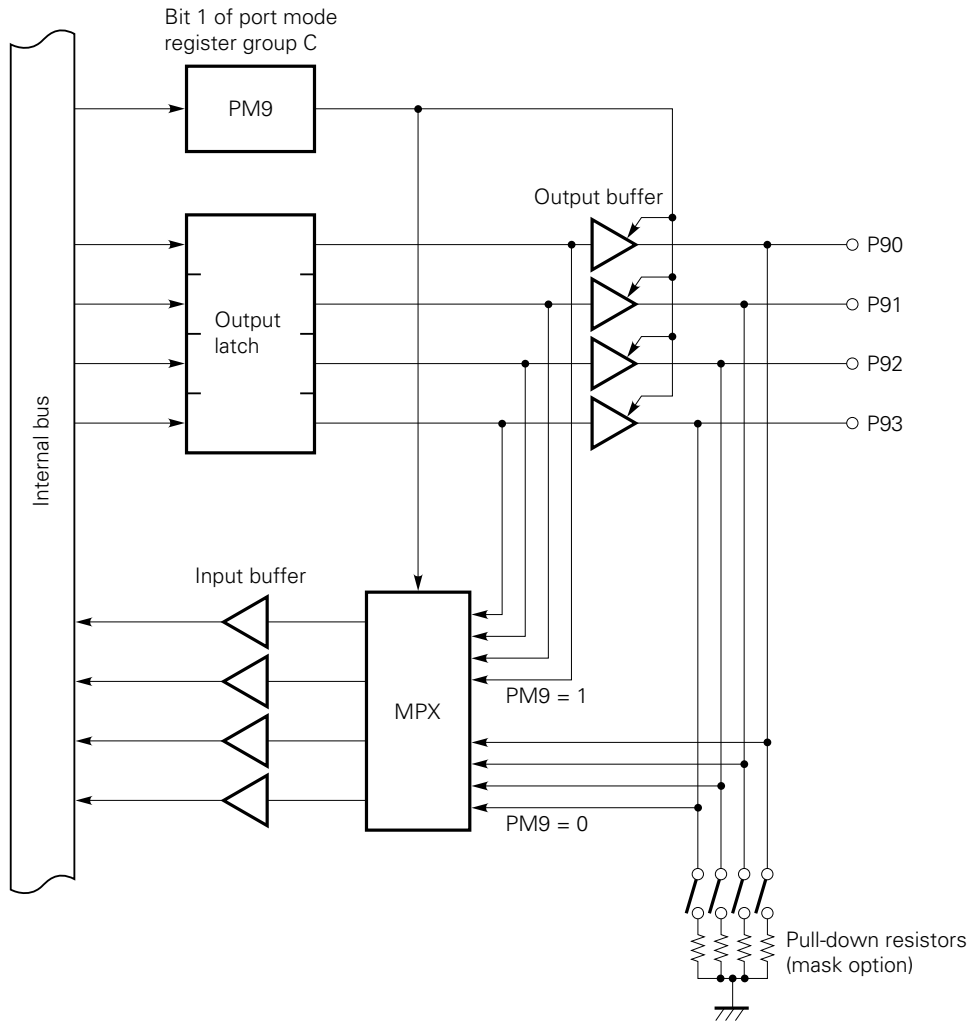 Bit 1 of port mode
register group C
PM9
Output buffer
P90
P91
Output
latch
P92
P93
Internal bus
Input buffer
PM9 = 1
MPX
PM9 = 0
Pull-down resistors
(mask option)